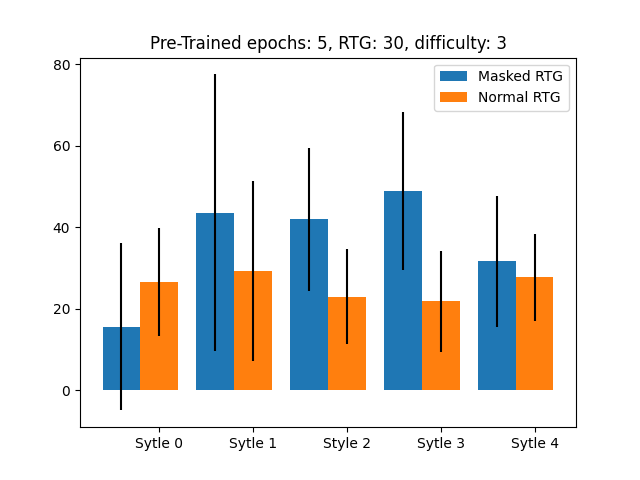 Pre-Trained epochs: 5, RTG: 30, difficulty: 3
80
60
40
20
0
Masked RTG
Normal RTG
Sytle 0
Sytle 1
Style 2
Sytle 3
Sytle 4